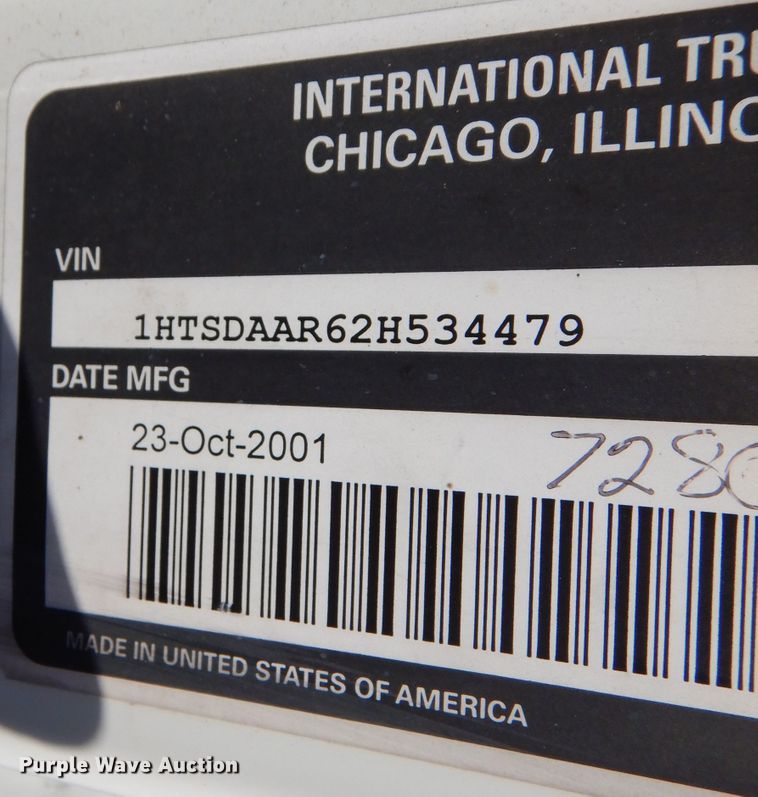 INTERNATIONAL TRU
CHICAGO, ILLINO
VIN
1HTSDAAR62H534479
DATE MFG
23-Oct-2001
728
MADE IN UNITED STATES OF AMERICA
Purple Wave Auction